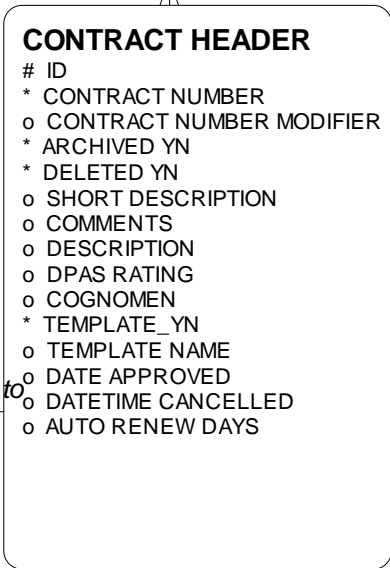 CONTRACT HEADER
# ID
* CONTRACT NUMBER
o CONTRACT NUMBER MODIFIER
* ARCHIVED YN
* DELETED YN
o SHORT DESCRIPTION
o COMMENTS
o DESCRIPTION
o DPAS RATING
o COGNOMEN
* TEMPLATE_YN
o TEMPLATE NAME
o DATE APPROVED
to
o DATETIME CANCELLED
o AUTO RENEW DAYS